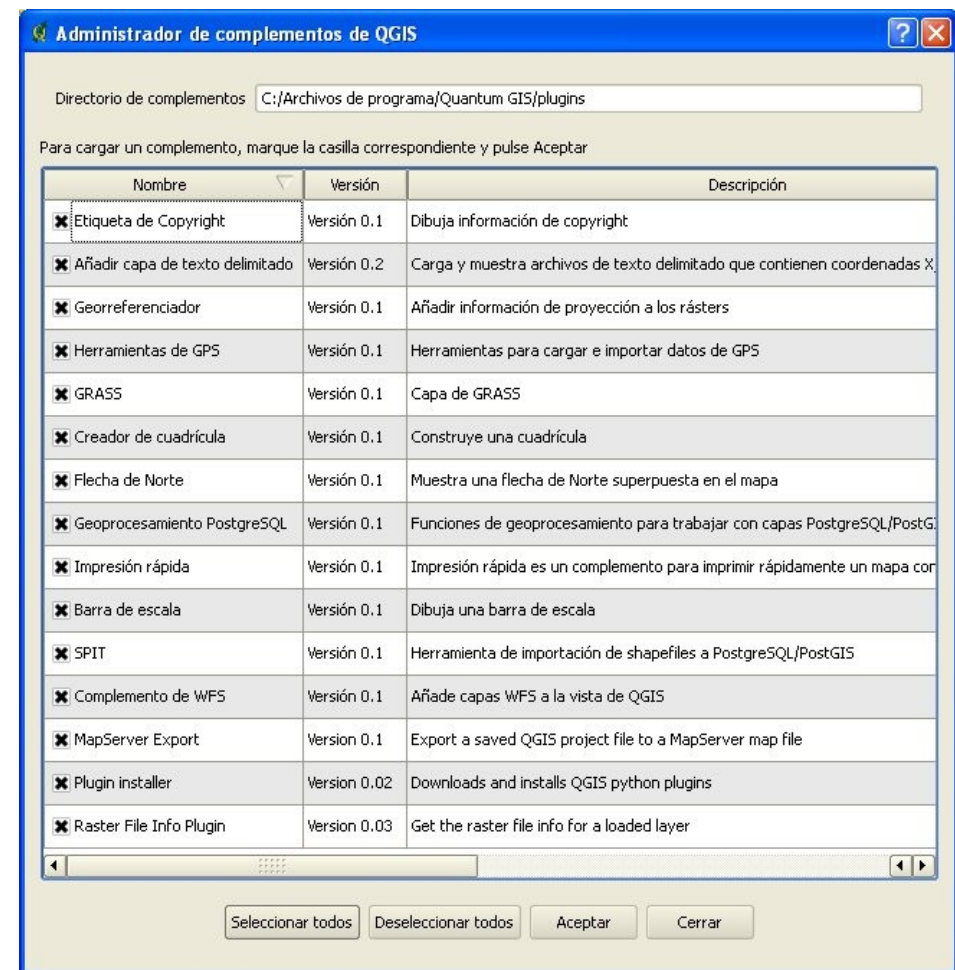 Administrador de complementos de QGIS
Directorio de complementos C:/Archivos de programa/Quantum GIS/plugins
Para cargar un complemento, marque la casilla correspondiente y pulse Aceptar
Nombre Versión Descripción
Etiqueta de Copyright Versión 0.1 Dibuja información de copyright
Añadir capa de texto delimitado Versión 0.2 Carga y muestra archivos de texto delimitado que contienen coordenadas X,
Georreferenciador Versión 0.1 Añadir información de proyección a los rásters
Herramientas de GPS Versión 0.1 Herramientas para cargar e importar datos de GPS
GRASS Versión 0.1 Capa de GRASS
Creador de cuadrícula Versión 0.1 Construye una cuadrícula
Flecha de Norte Versión 0.1 Muestra una flecha de Norte superpuesta en el mapa
Geoprocesamiento PostgreSQL Versión 0.1 Funciones de geoprocesamiento para trabajar con capas PostgreSQL/PostG
Impresión rápida Versión 0.1 Impresión rápida es un complemento para imprimir rápidamente un mapa con
Barra de escala Versión 0.1 Dibuja una barra de escala
SPIT Versión 0.1 Herramienta de importación de shapefiles a PostgreSQL/PostGIS
Complemento de WFS Versión 0.1 Añade capas WFS a la vista de QGIS
MapServer Export Version 0.1 Export a saved QGIS project file to a MapServer map file
Plugin installer Version 0.02 Downloads and installs QGIS python plugins
Raster File Info Plugin Version 0.03 Get the raster file info for a loaded layer
Seleccionar todos Deseleccionar todos Aceptar Cerrar